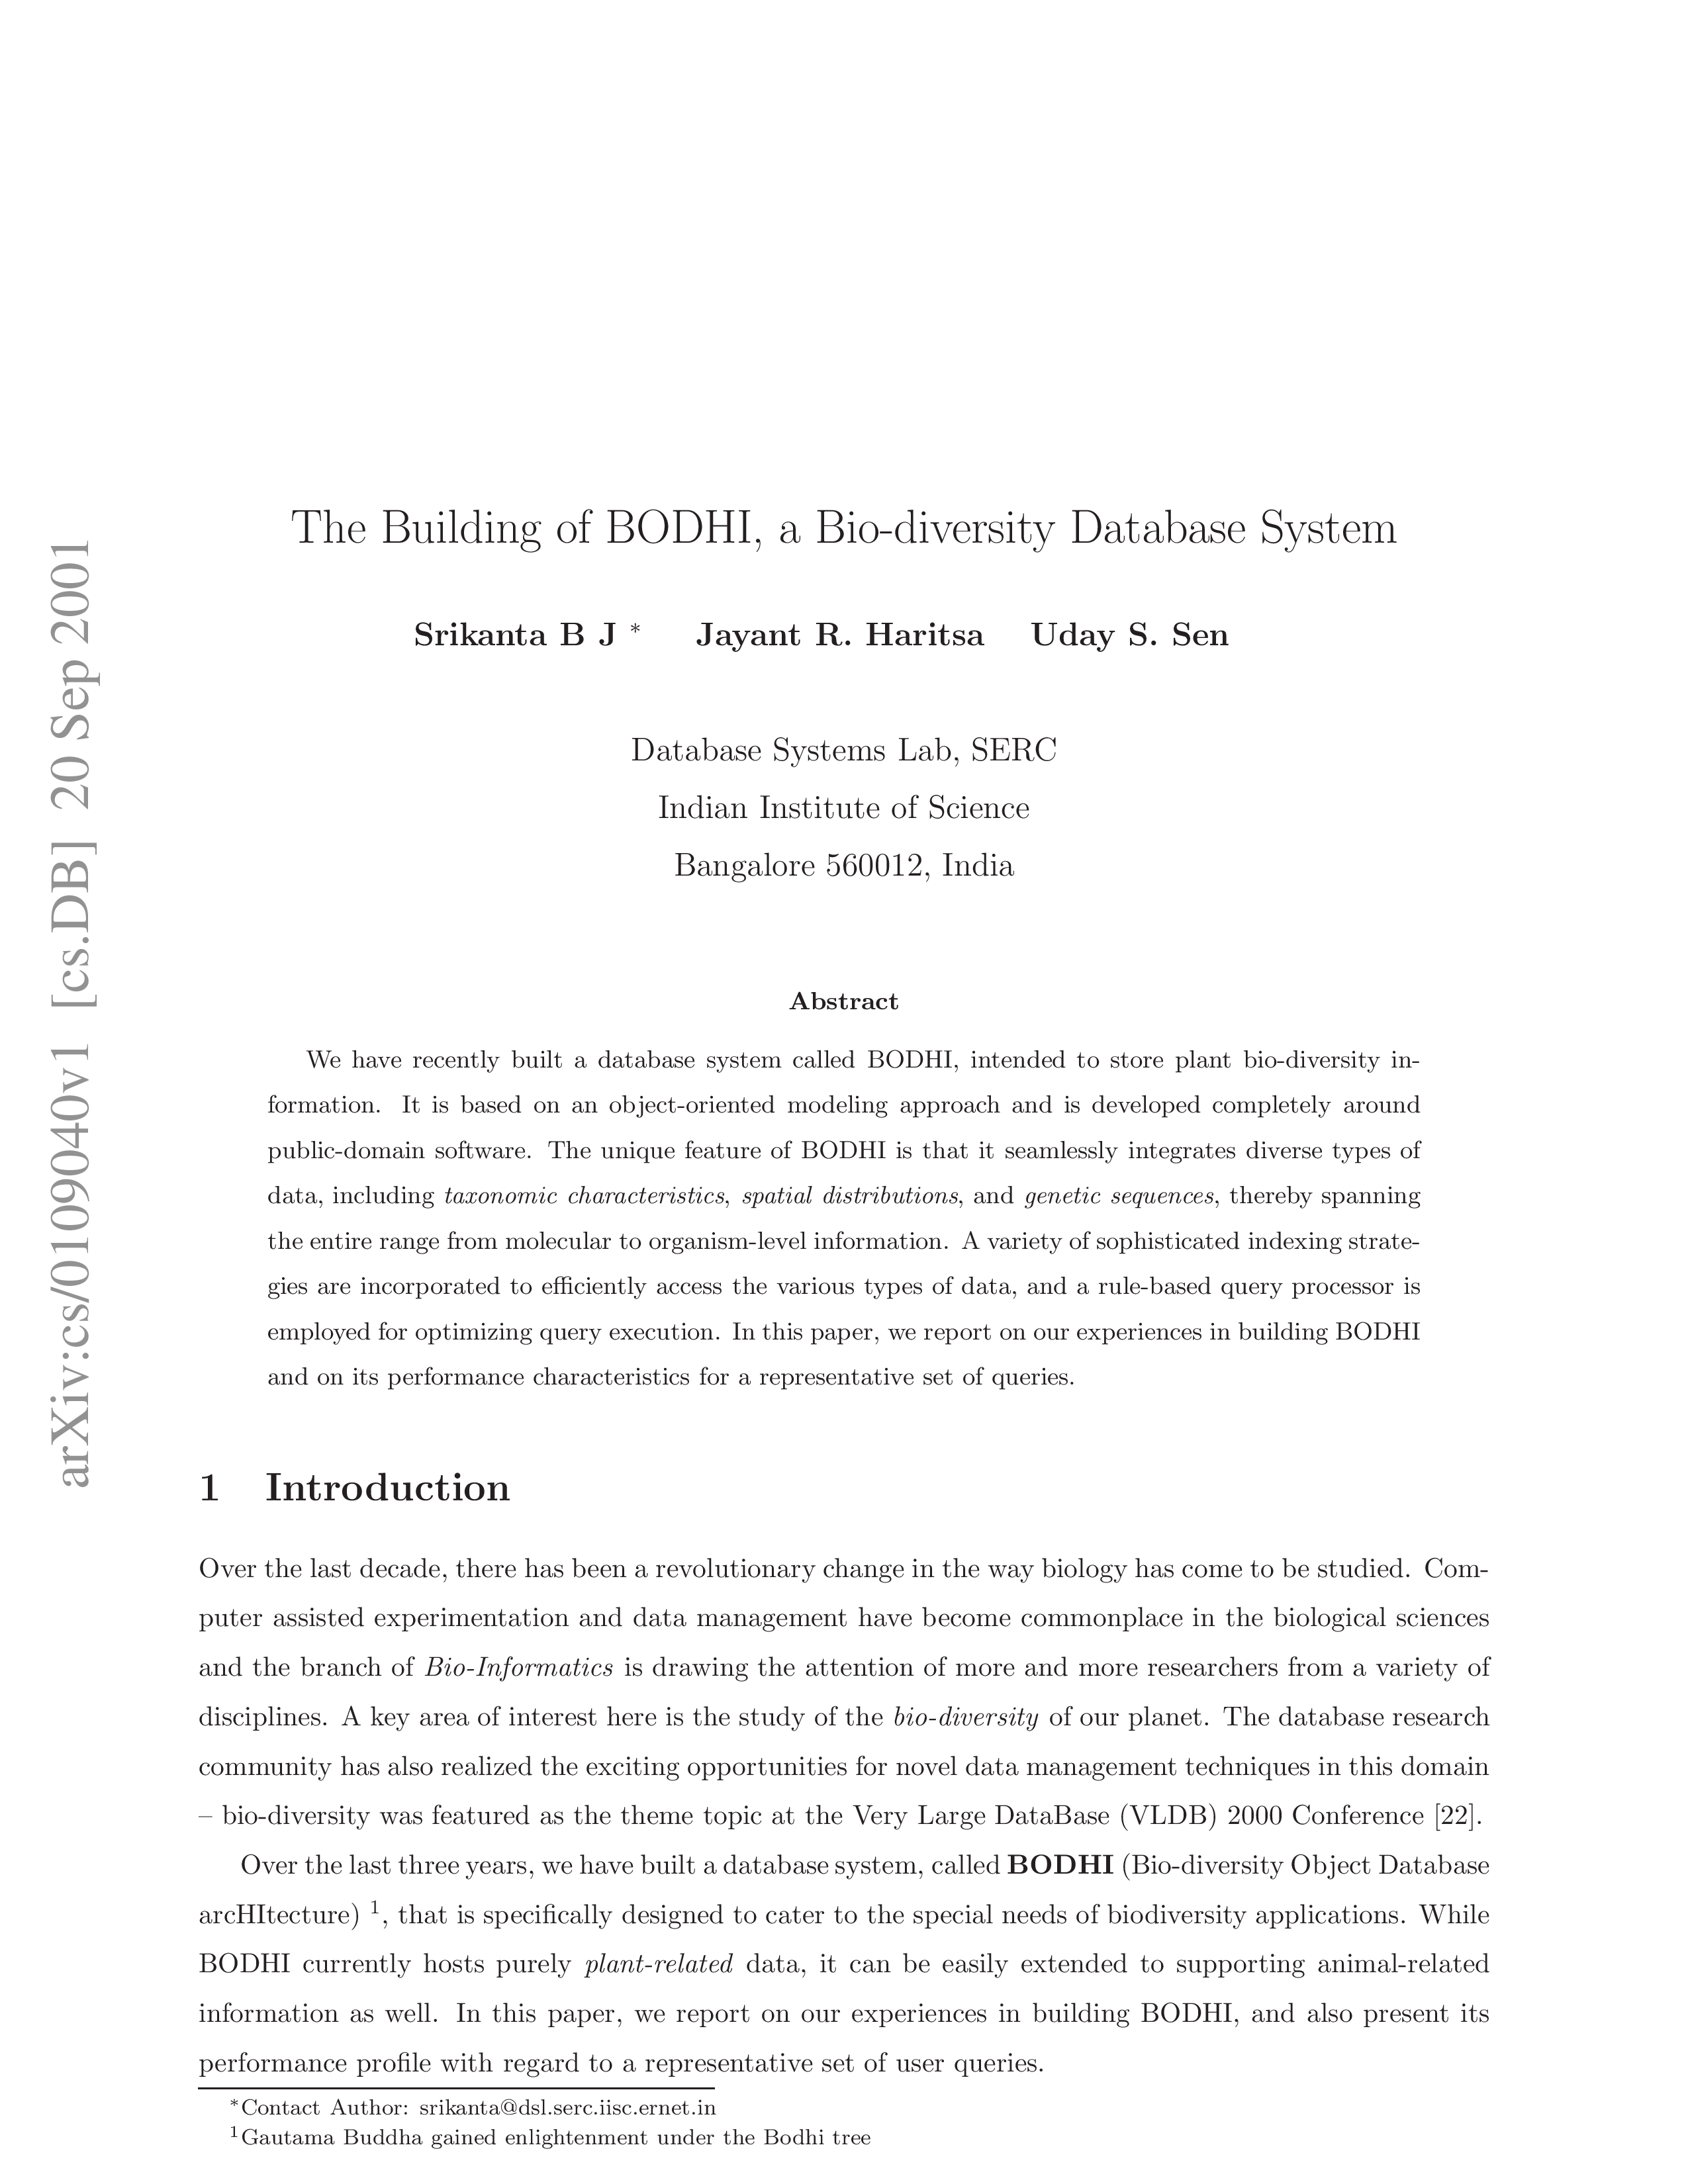 arXiv:cs/0109040v1 [cs.DB] 20 Sep 2001
The Building of BODHI, a Bio-diversity Database System
Srikanta B J * Jayant R. Haritsa Uday S. Sen
Database Systems Lab, SERC
Indian Institute of Science
Bangalore 560012, India
Abstract
We have recently built a database system called BODHI, intended to store plant bio-diversity in-
formation. It is based on an object-oriented modeling approach and is developed completely around
public-domain software. The unique feature of BODHI is that it seamlessly integrates diverse types of
data, including taxonomic characteristics, spatial distributions, and genetic sequences, thereby spanning
the entire range from molecular to organism-level information. A variety of sophisticated indexing strate-
gies are incorporated to efficiently access the various types of data, and a rule-based query processor is
employed for optimizing query execution. In this paper, we report on our experiences in building BODHI
and on its performance characteristics for a representative set of queries.
1 Introduction
Over the last decade, there has been a revolutionary change in the way biology has come to be studied. Com-
puter assisted experimentation and data management have become commonplace in the biological sciences
and the branch of Bio-Informatics is drawing the attention of more and more researchers from a variety of
disciplines. A key area of interest here is the study of the bio-diversity of our planet. The database research
community has also realized the exciting opportunities for novel data management techniques in this domain
– bio-diversity was featured as the theme topic at the Very Large DataBase (VLDB) 2000 Conference [22].
Over the last three years, we have built a database system, called BODHI (Bio-diversity Object Database
arcHItecture) 1, that is specifically designed to cater to the special needs of biodiversity applications. While
BODHI currently hosts purely plant-related data, it can be easily extended to supporting animal-related
information as well. In this paper, we report on our experiences in building BODHI, and also present its
performance profile with regard to a representative set of user queries.
*Contact Author: srikanta@dsl.serc.iisc.ernet.in
1Gautama Buddha gained enlightenment under the Bodhi tree